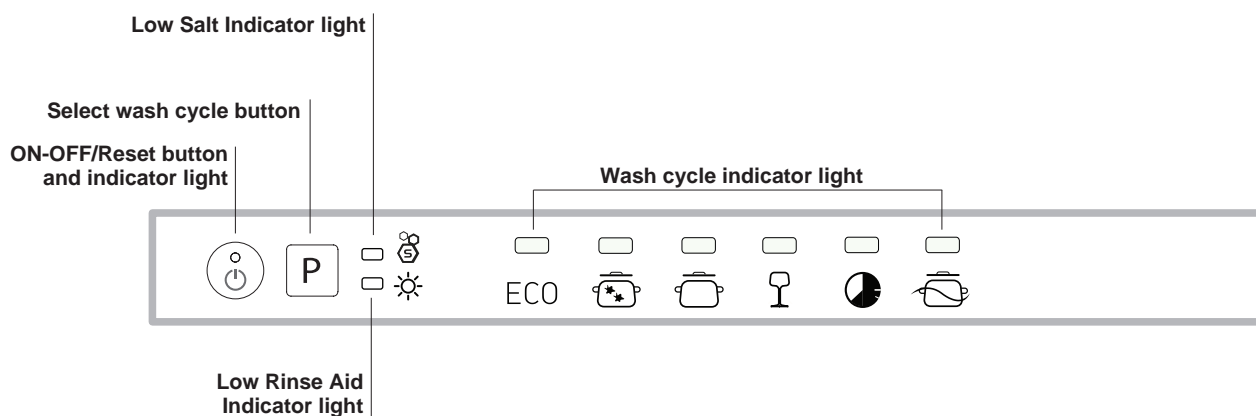 Low Salt Indicator light
Select wash cycle button
ON-OFF/Reset button
and indicator light
Wash cycle indicator light
P
S
ECO
Low Rinse Aid
Indicator light